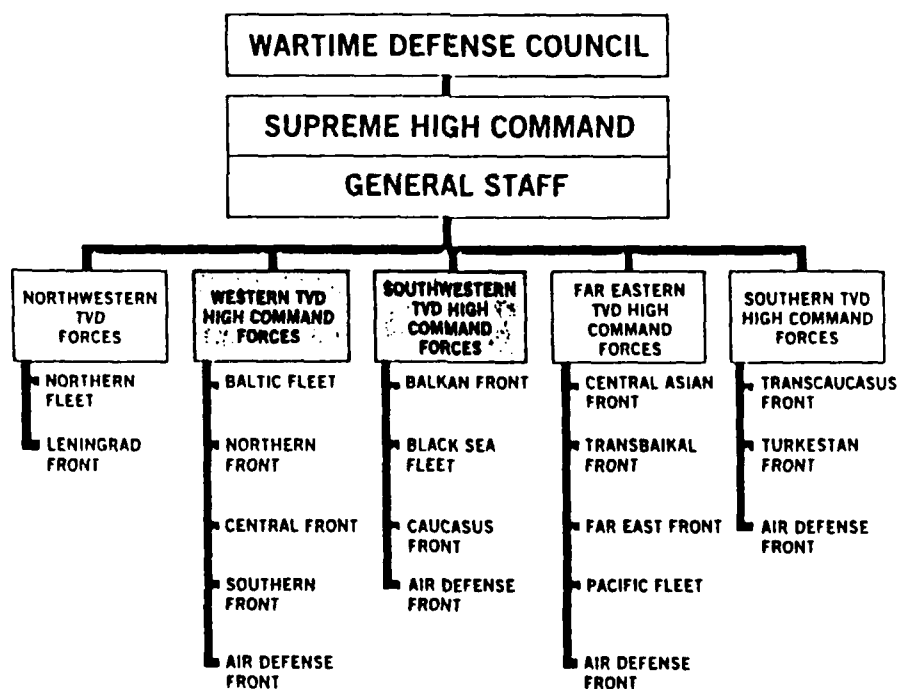 WARTIME DEFENSE COUNCIL
SUPREME HIGH COMMAND
GENERAL STAFF
NORTHWESTERN
TVD
FORCES
NORTHERN
FLEET
LENINGRAD
FRONT
WESTERN TVD
HIGH COMMAND
FORCES
BALTIC FLEET
NORTHERN
FRONT
CENTRAL FRONT
SOUTHERN
FRONT
AIR DEFENSE
FRONT
SOUTHWESTERN
TVD HIGH
COMMAND
FORCES
BALKAN FRONT
BLACK SEA
FLEET
CAUCASUS
FRONT
AIR DEFENSE
FRONT
FAR EASTERN
TVD HIGH
COMMAND
FORCES
CENTRAL ASIAN
FRONT
TRANSBAIKAL
FRONT
FAR EAST FRONT
PACIFIC FLEET
AIR DEFENSE
FRONT
SOUTHERN TVD
HIGH COMMAND
FORCES
TRANSCAUCASUS
FRONT
TURKESTAN
FRONT
AIR DEFENSE
FRONT